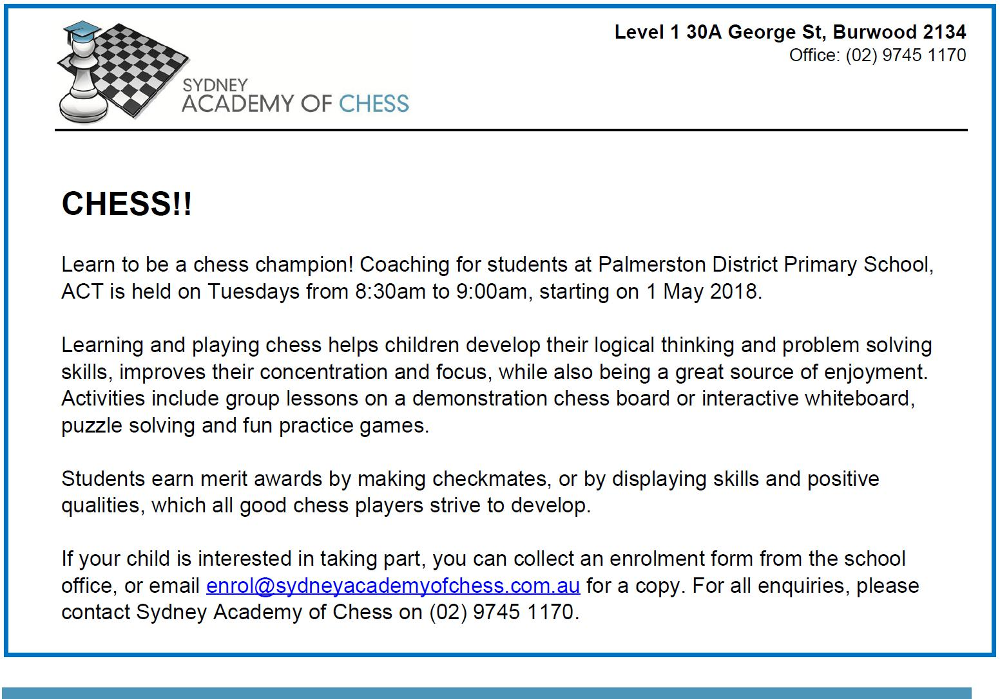 Level 1 30A George St, Burwood 2134
Office: (02) 9745 1170
SYDNEY
ACADEMY OF CHESS
CHESS!!
Learn to be a chess champion! Coaching for students at Palmerston District Primary School,
ACT is held on Tuesdays from 8:30am to 9:00am, starting on 1 May 2018.
Learning and playing chess helps children develop their logical thinking and problem solving
skills, improves their concentration and focus, while also being a great source of enjoyment.
Activities include group lessons on a demonstration chess board or interactive whiteboard,
puzzle solving and fun practice games.
Students earn merit awards by making checkmates, or by displaying skills and positive
qualities, which all good chess players strive to develop.
If your child is interested in taking part, you can collect an enrolment form from the school
office, or email enrol@sydneyacademyofchess.com.au for a copy. For all enquiries, please
contact Sydney Academy of Chess on (02) 9745 1170.